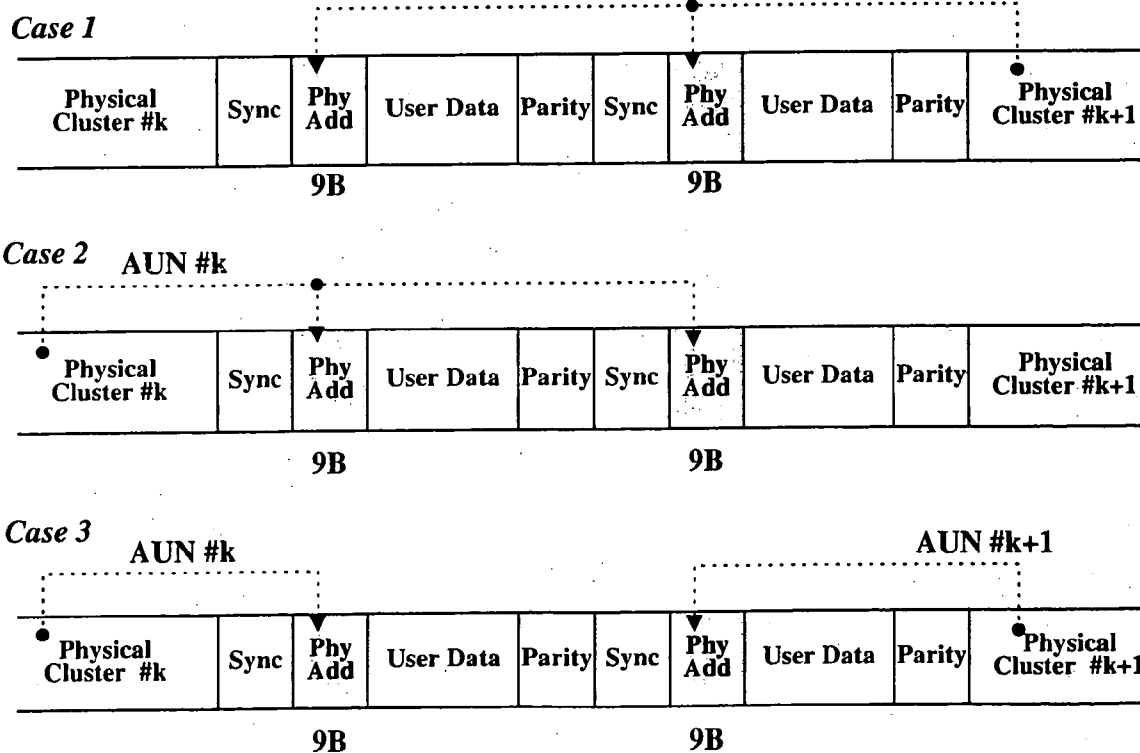 Case 1
Physical Cluster #k Sync Phy Add User Data Parity Sync Phy Add User Data Parity Physical Cluster #k+1
9B 9B
Case 2
AUN #k
Physical Cluster #k Sync Phy Add User Data Parity Sync Phy Add User Data Parity Physical Cluster #k+1
9B 9B
Case 3
AUN #k AUN #k+1
Physical Cluster #k Sync Phy Add User Data Parity Sync Phy Add User Data Parity Physical Cluster #k+1
9B 9B